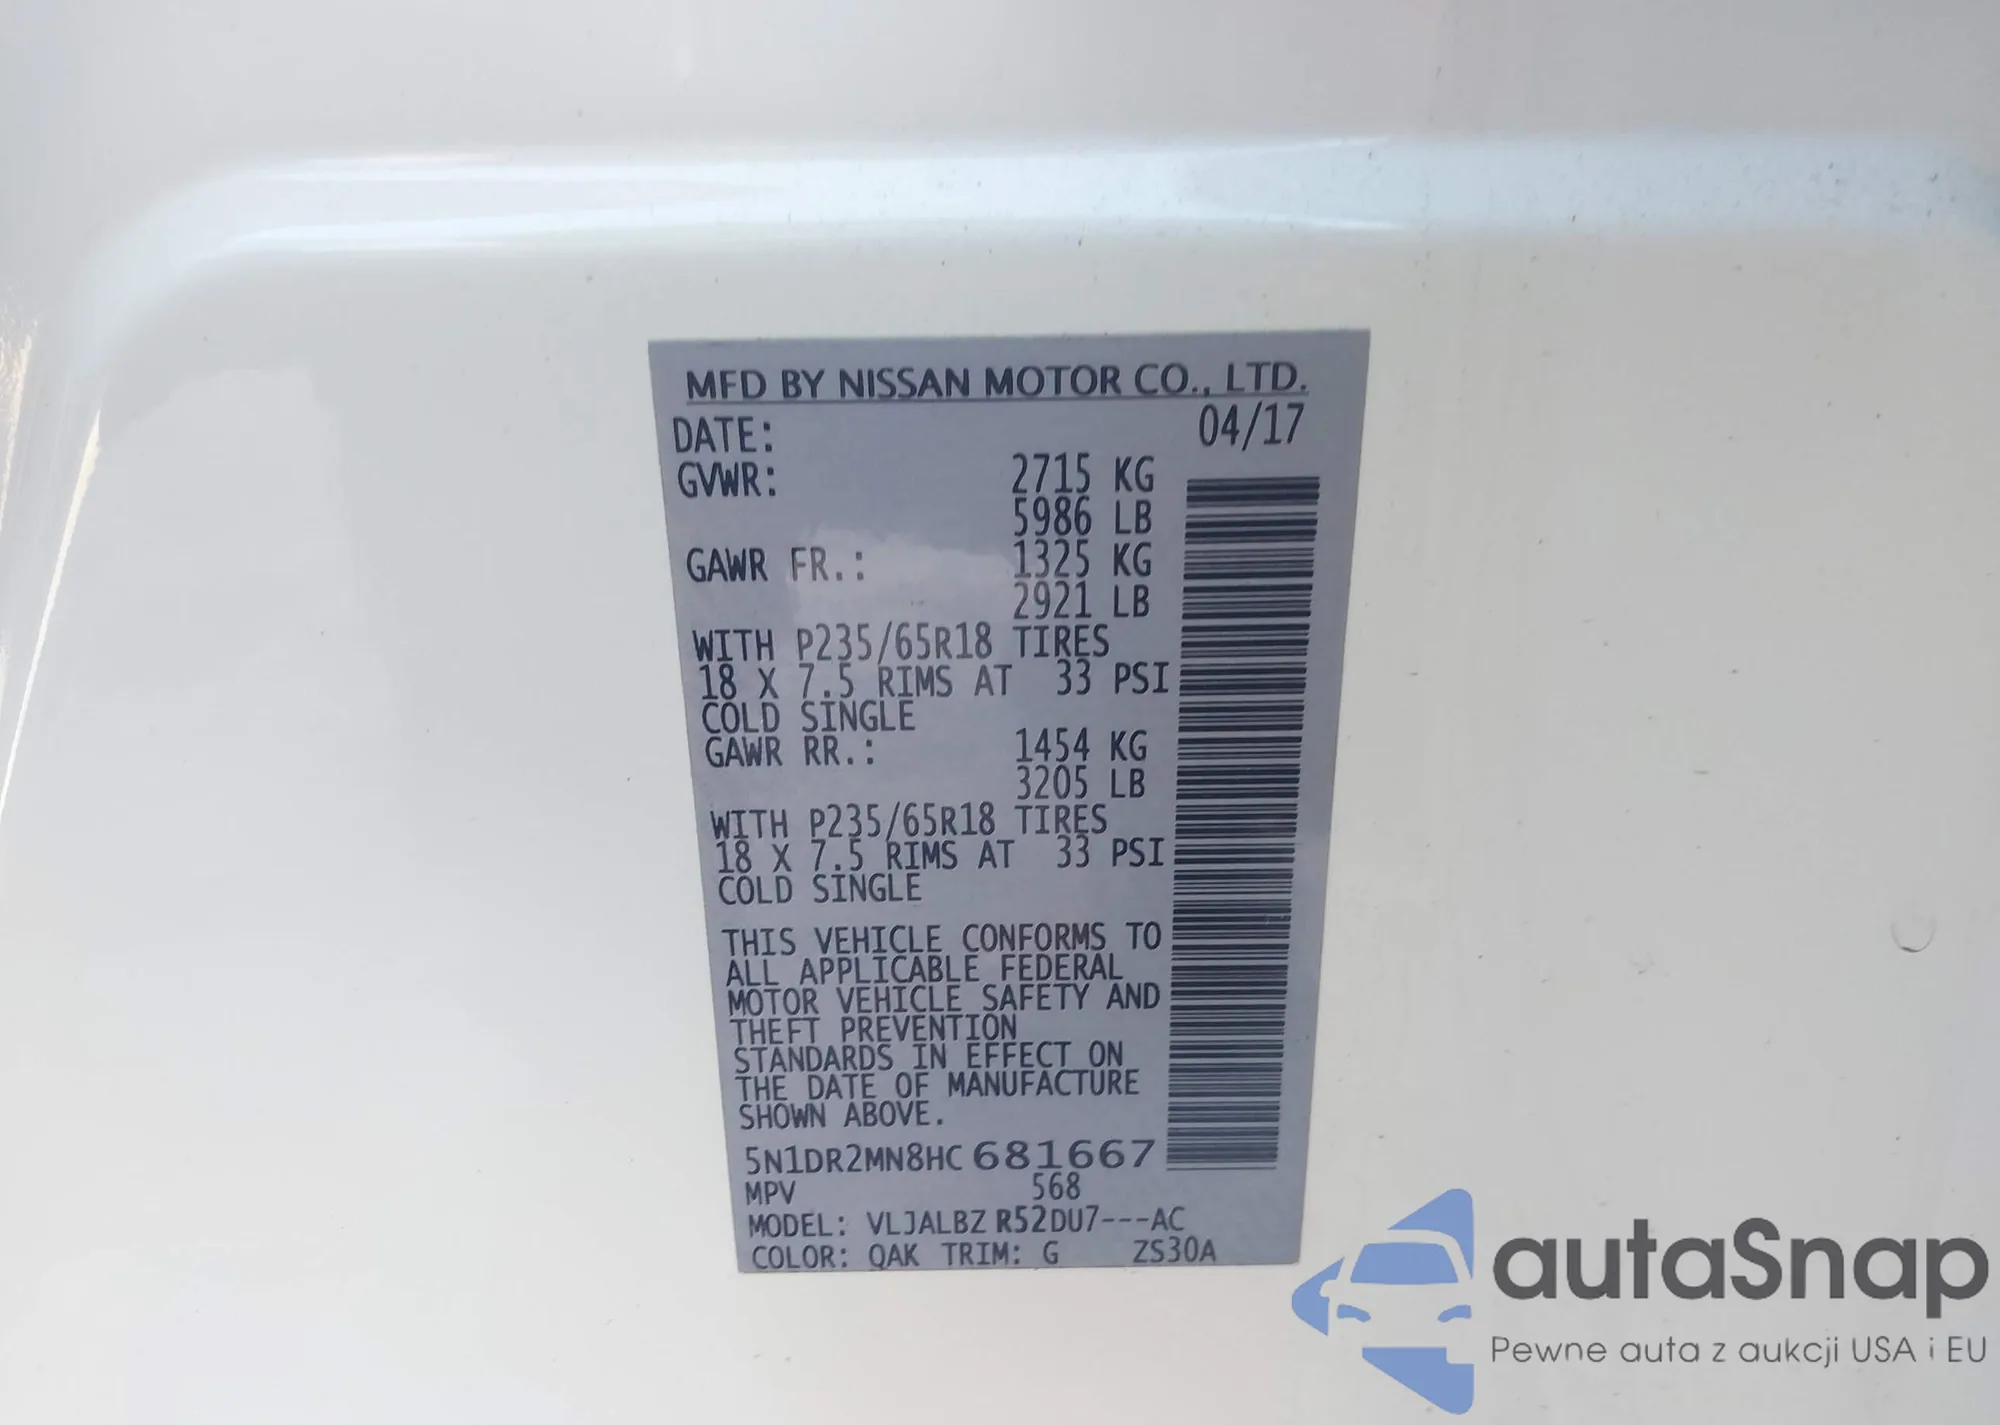 MFD BY NISSAN MOTOR CO., LTD.
DATE: 04/17
GVWR: 2715 KG
5986 LB
GAWR FR.: 1325 KG
2921 LB
WITH P235/65R18 TIRES
18 X 7.5 RIMS AT 33 PSI
COLD SINGLE
GAWR RR.: 1454 KG
3205 LB
WITH P235/65R18 TIRES
18 X 7.5 RIMS AT 33 PSI
COLD SINGLE
THIS VEHICLE CONFORMS TO
ALL APPLICABLE FEDERAL
MOTOR VEHICLE SAFETY AND
THEFT PREVENTION
STANDARDS IN EFFECT ON
THE DATE OF MANUFACTURE
SHOWN ABOVE.
5N1DR2MN8HC681667
MPV 568
MODEL: VLJALBZ R52DU7---AC
COLOR: QAK TRIM: G ZS30A
autaSnap
Pewne auta z aukcji USA i EU